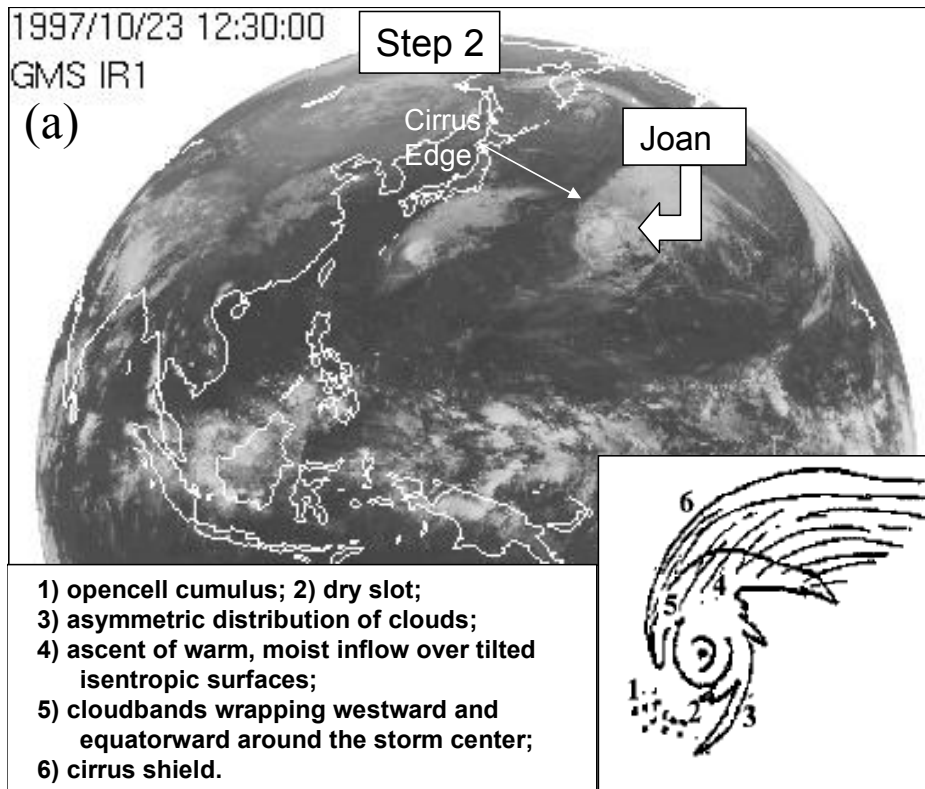 1997/10/23 12:30:00
GMS IR1
Step 2
(a)
Cirrus
Edge
Joan
6
4
5
1
2
3
1) opencell cumulus; 2) dry slot;
3) asymmetric distribution of clouds;
4) ascent of warm, moist inflow over tilted
isentropic surfaces;
5) cloudbands wrapping westward and
equatorward around the storm center;
6) cirrus shield.